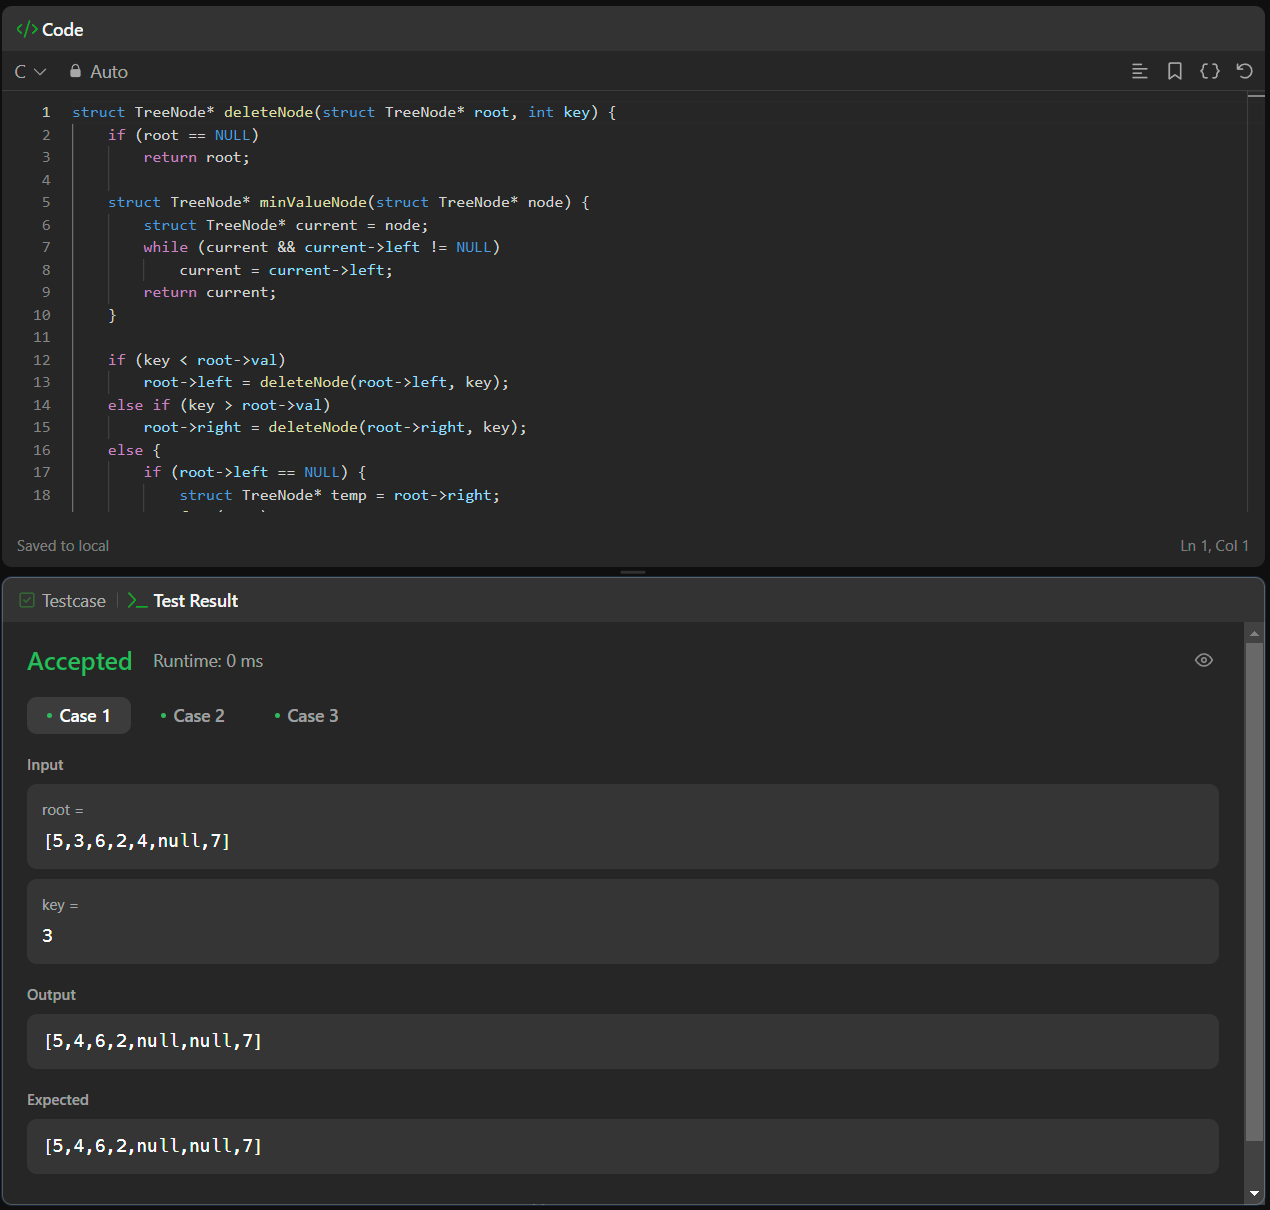 </> Code
C Auto
1 struct TreeNode* deleteNode(struct TreeNode* root, int key) {
2 if (root == NULL)
3 return root;
4
5 struct TreeNode* minValueNode(struct TreeNode* node) {
6 struct TreeNode* current = node;
7 while (current && current->left != NULL)
8 current = current->left;
9 return current;
10 }
11
12 if (key < root->val)
13 root->left = deleteNode(root->left, key);
14 else if (key > root->val)
15 root->right = deleteNode(root->right, key);
16 else {
17 if (root->left == NULL) {
18 struct TreeNode* temp = root->right;
Saved to local Ln 1, Col 1
Testcase >_ Test Result
Accepted Runtime: 0 ms
• Case 1 • Case 2 • Case 3
Input
root =
[5,3,6,2,4,null,7]
key =
3
Output
[5,4,6,2,null,null,7]
Expected
[5,4,6,2,null,null,7]